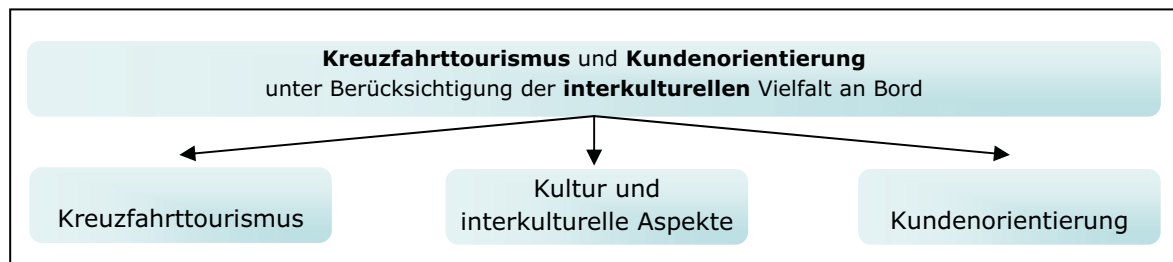 Kreuzfahrttourismus und Kundenorientierung
unter Berücksichtigung der interkulturellen Vielfalt an Bord
Kreuzfahrttourismus
Kultur und
interkulturelle Aspekte
Kundenorientierung